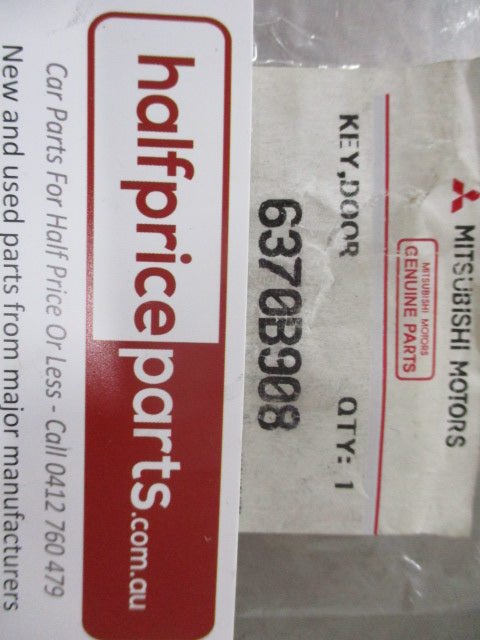 MITSUBISHI MOTORS
MITSUBISHI MOTORS
GENUINE PARTS
KEY,DOOR QTY: 1
6370B908
halfpriceparts.com.au
Car Parts For Half Price Or Less - Call 0412 760 479
New and used parts from major manufacturers